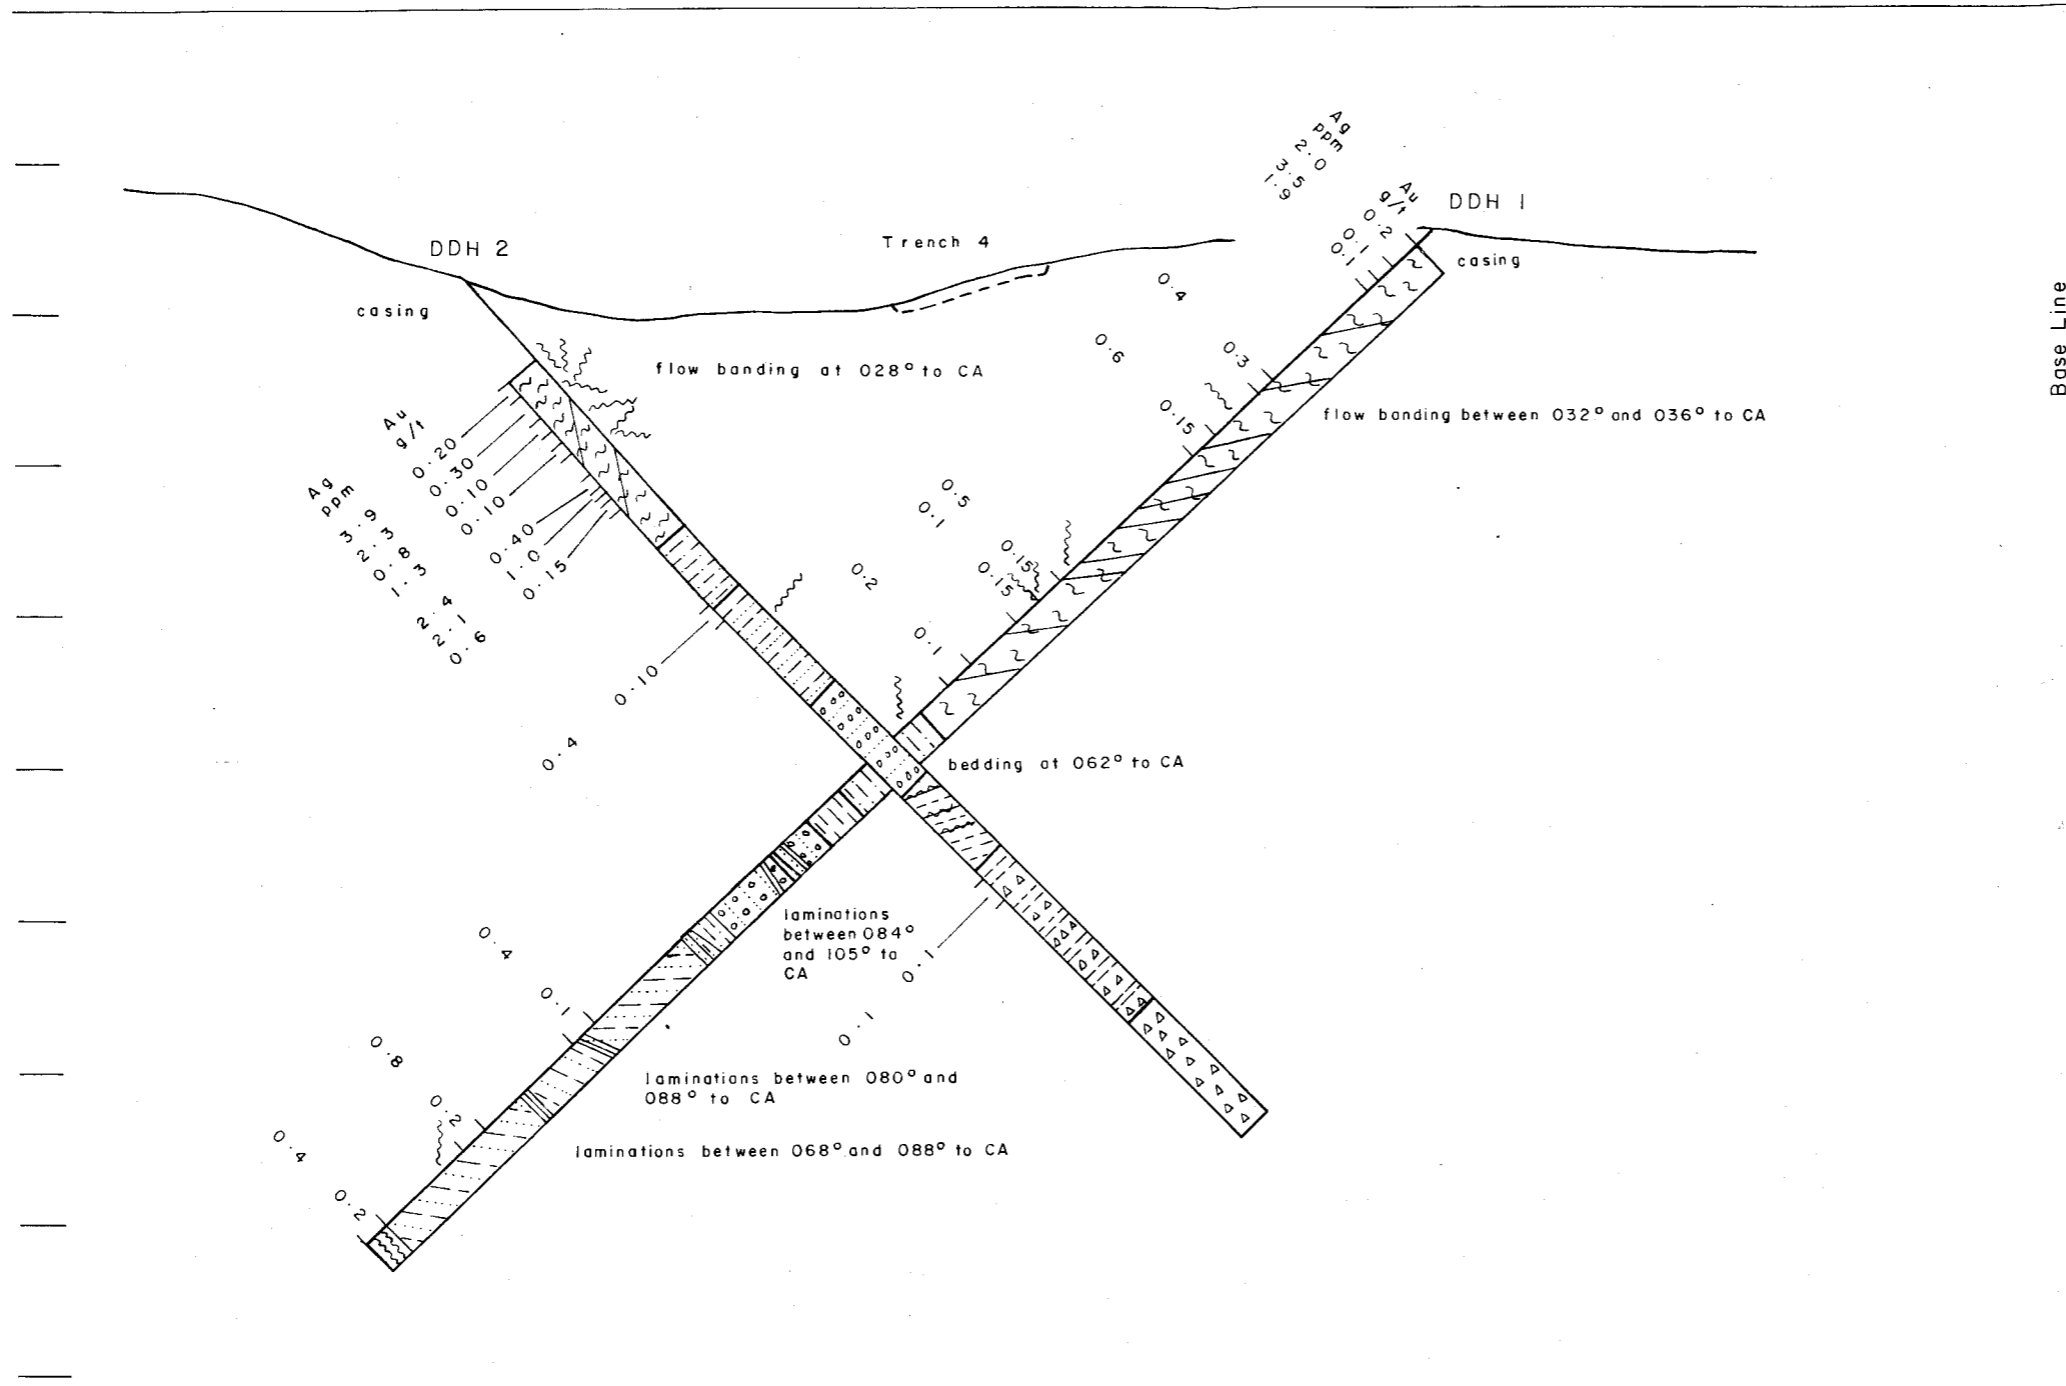 Ag
ppm
2.0
3.5
1.9
Au
g/t
0.2
0.1
0.1
DDH 1
casing
DDH 2
Trench 4
casing
flow banding at 028° to CA
0.4
0.6
0.3
0.15
flow banding between 032° and 036° to CA
Base Line
Au
g/t
0.20
0.30
0.10
0.10
0.40
1.0
0.15
Ag
ppm
3.9
2.3
0.8
1.3
2.4
2.1
0.6
0.5
0.1
0.15
0.15
0.2
0.1
0.10
0.4
bedding at 062° to CA
laminations
between 084°
and 105° to
CA
0.1
0.1
0.4
0.1
laminations between 080° and
088° to CA
0.8
0.2
laminations between 068° and 088° to CA
0.4
0.2